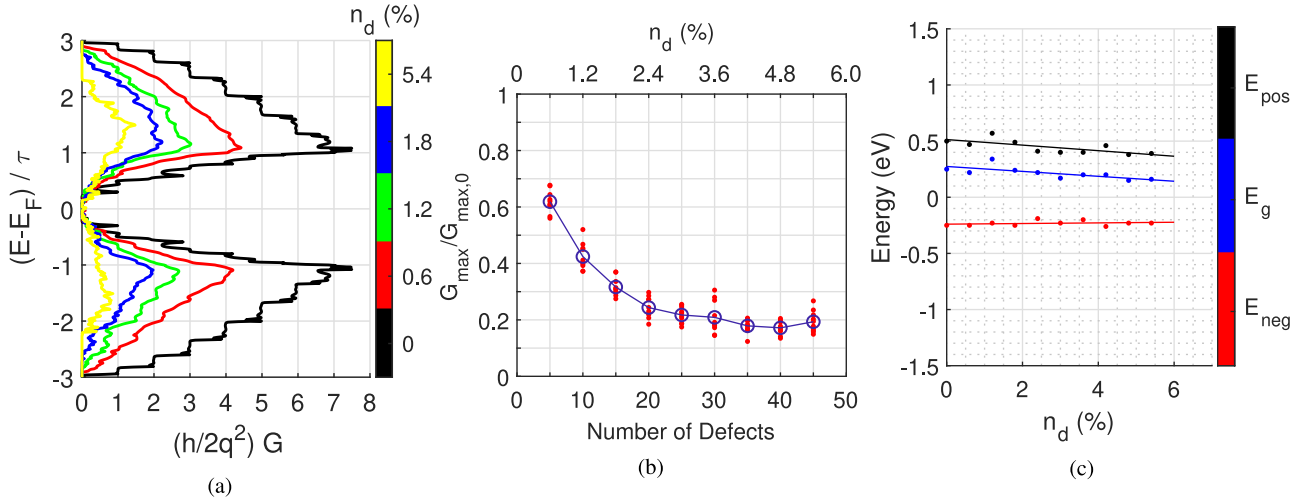 n_d (%)
3
2
1
0
-1
-2
-3
(E-E_F) / τ
0 1 2 3 4 5 6 7 8
(h/2q²) G
5.4
1.8
1.2
0.6
0
(a)
n_d (%)
0 1.2 2.4 3.6 4.8 6.0
1
0.8
0.6
0.4
0.2
0
G_max/G_max,0
0 10 20 30 40 50
Number of Defects
(b)
1.5
1
0.5
0
-0.5
-1
-1.5
Energy (eV)
0 2 4 6
n_d (%)
E_pos
E_g
E_neg
(c)